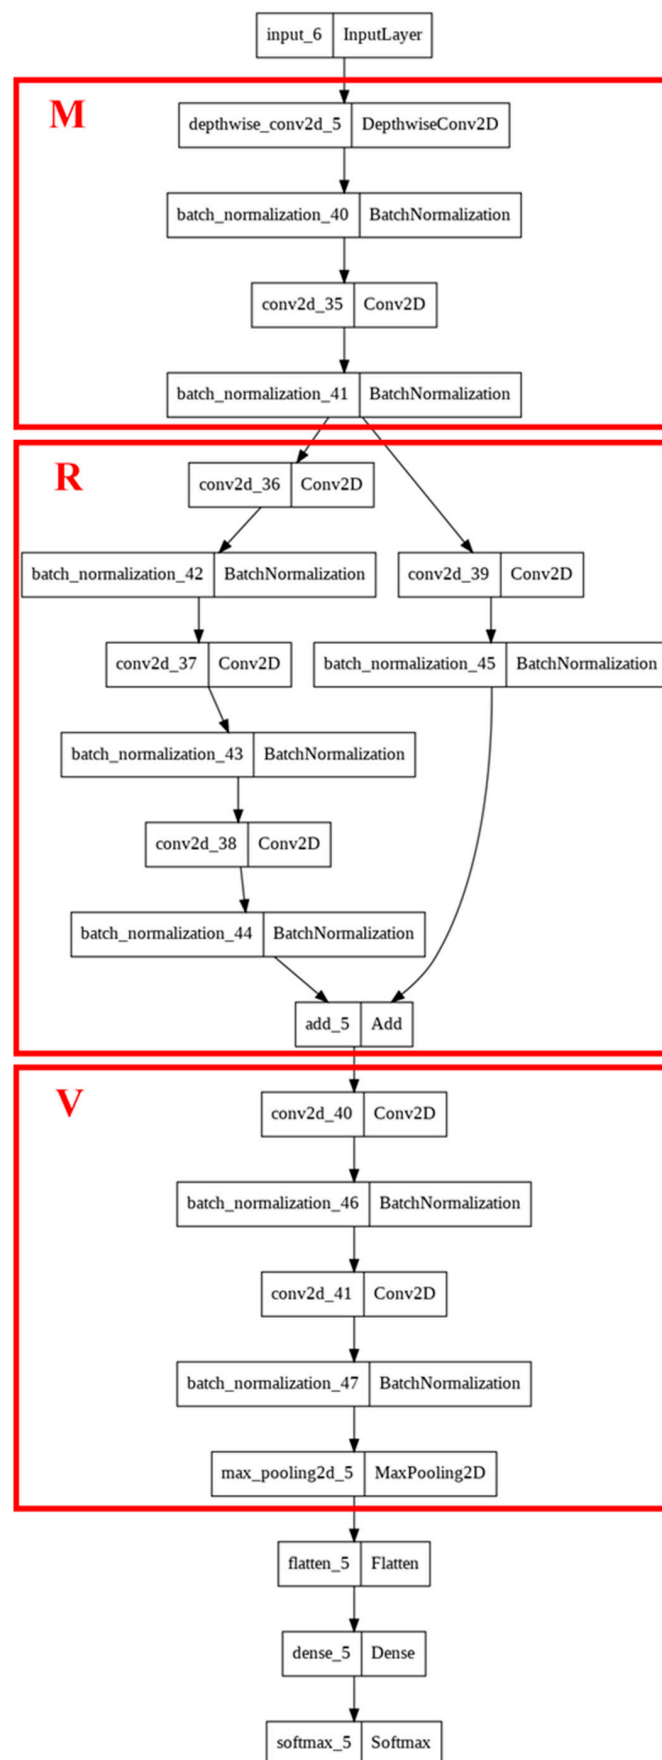 input_6 InputLayer
M
depthwise_conv2d_5 DepthwiseConv2D
batch_normalization_40 BatchNormalization
conv2d_35 Conv2D
batch_normalization_41 BatchNormalization
R
conv2d_36 Conv2D
batch_normalization_42 BatchNormalization
conv2d_39 Conv2D
conv2d_37 Conv2D
batch_normalization_45 BatchNormalization
batch_normalization_43 BatchNormalization
conv2d_38 Conv2D
batch_normalization_44 BatchNormalization
add_5 Add
V
conv2d_40 Conv2D
batch_normalization_46 BatchNormalization
conv2d_41 Conv2D
batch_normalization_47 BatchNormalization
max_pooling2d_5 MaxPooling2D
flatten_5 Flatten
dense_5 Dense
softmax_5 Softmax